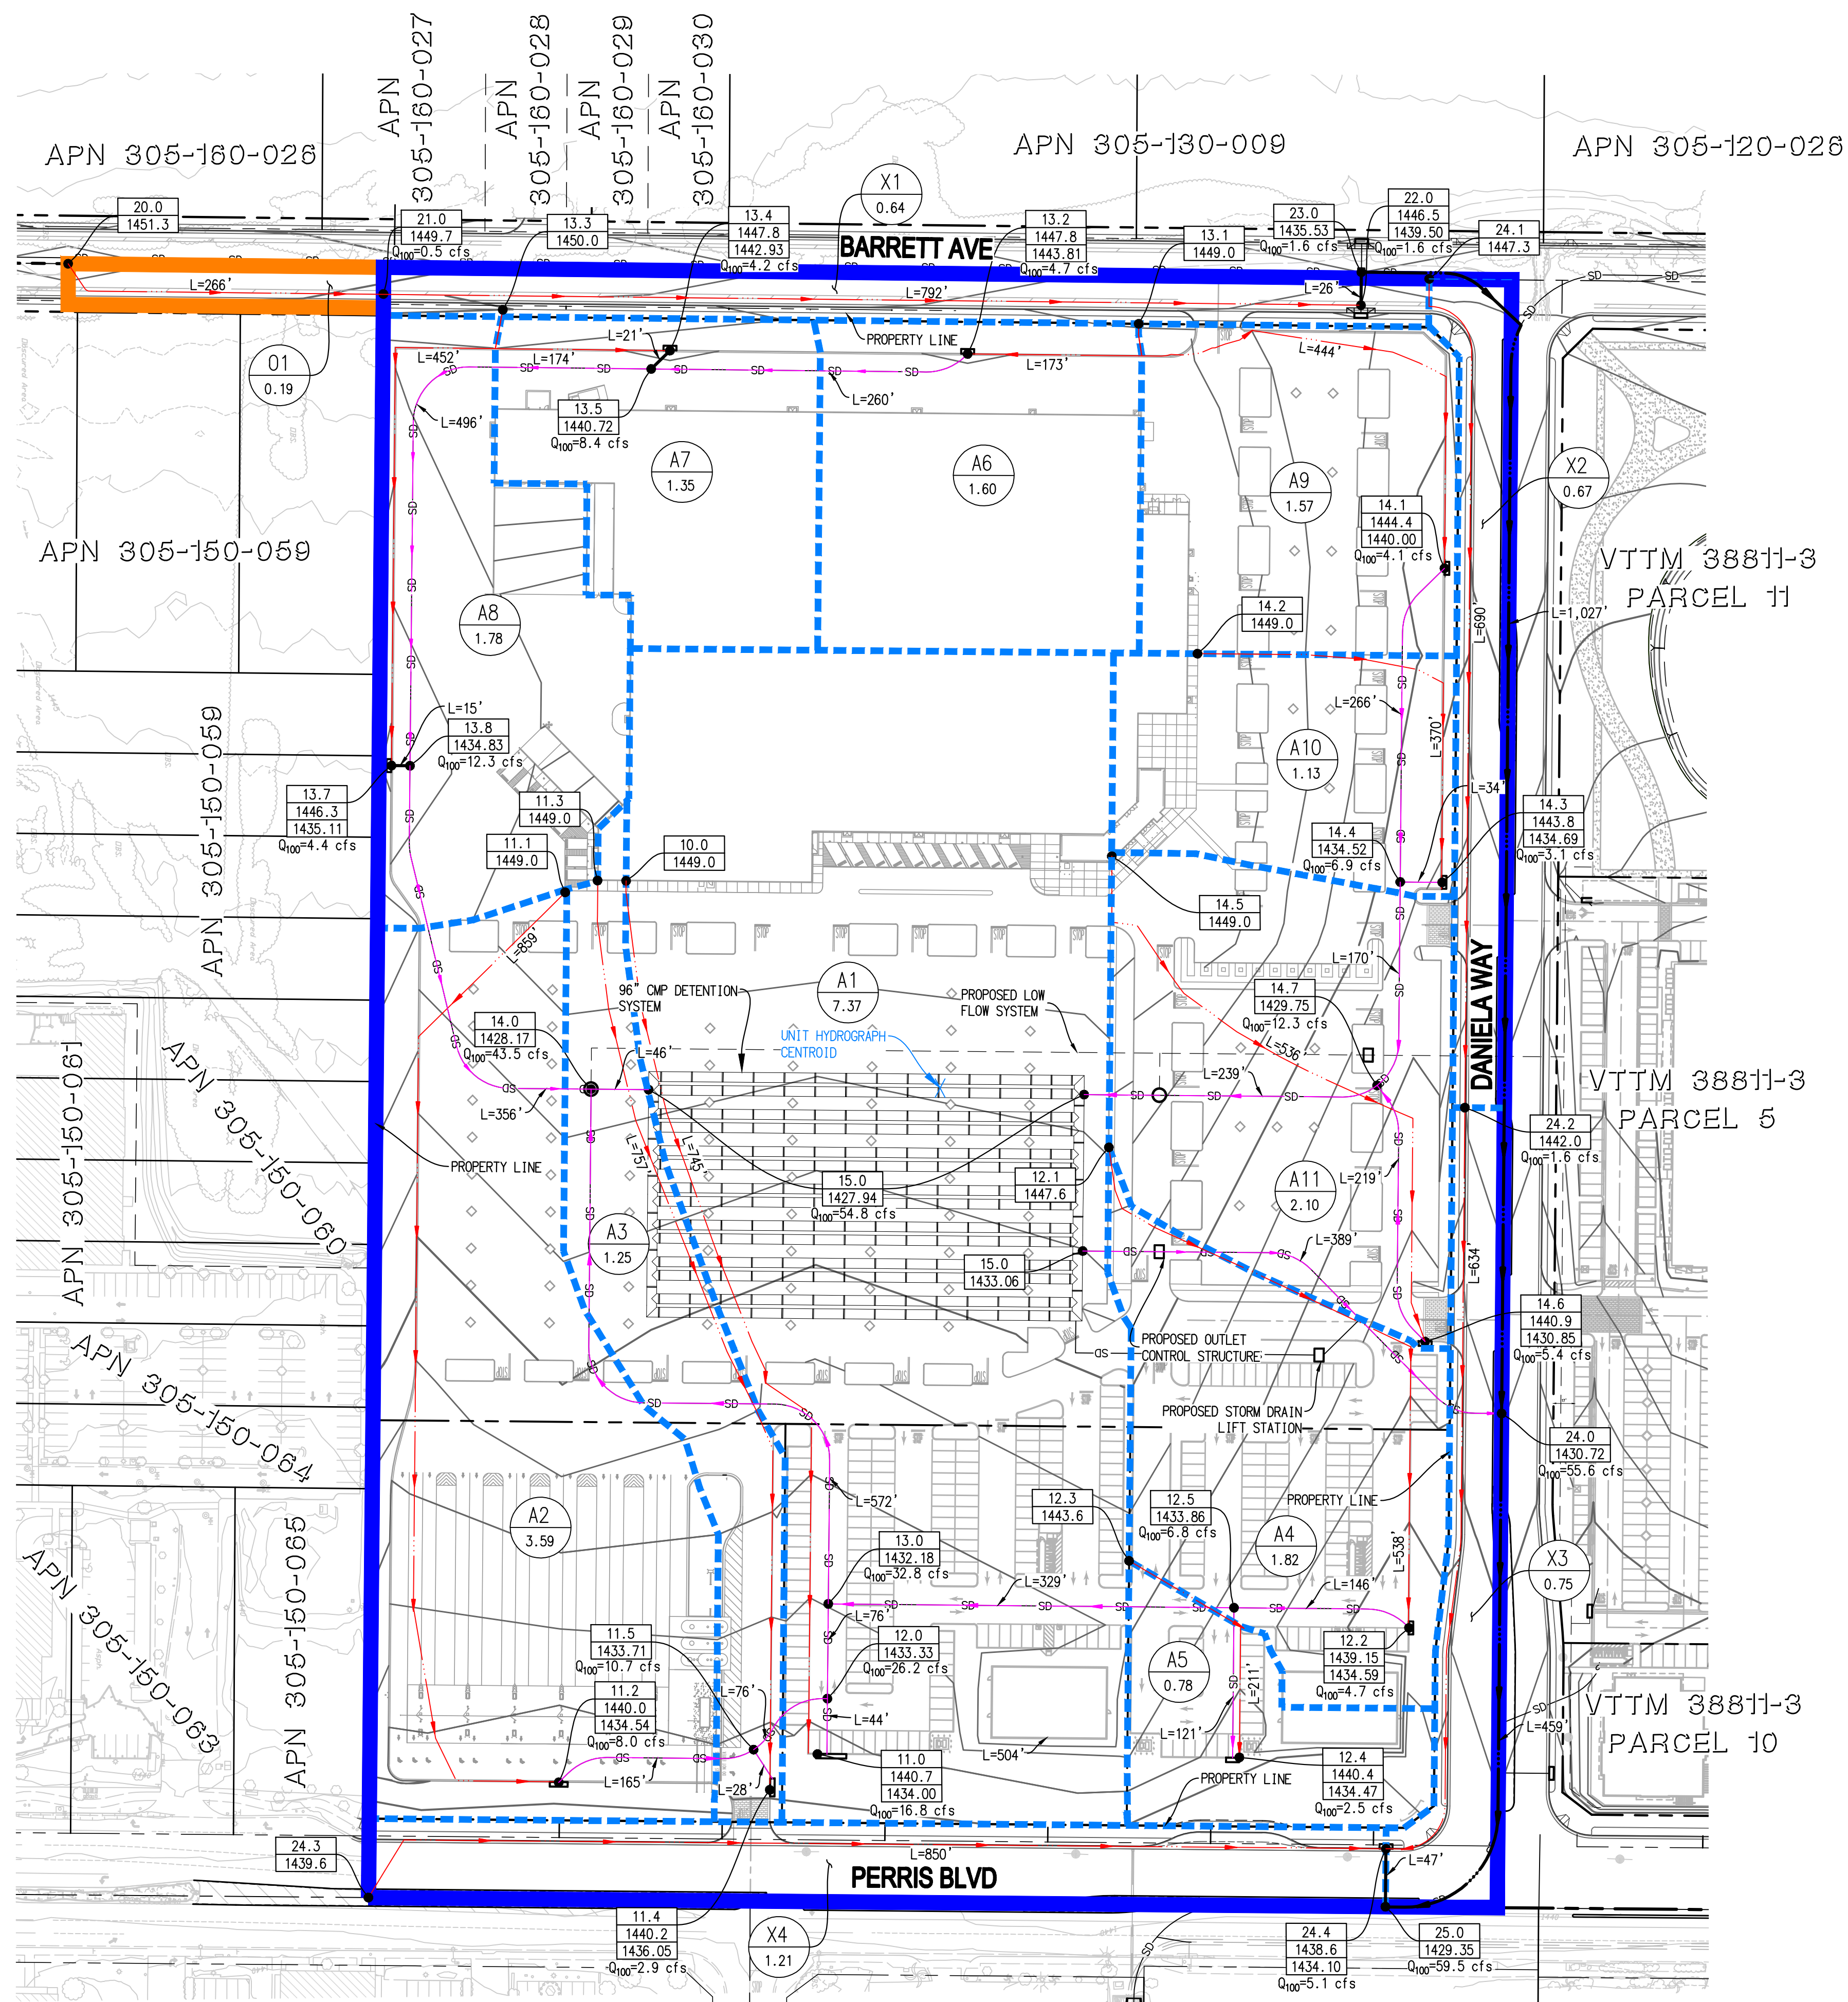 APN
305-160-027
APN
305-160-028
APN
305-160-029
APN
305-160-030
APN 305-160-026
APN 305-130-009
APN 305-120-026
X1
0.64
20.0
1451.3
21.0
1449.7
Q100=0.5 cfs
13.3
1450.0
13.4
1447.8
1442.93
Q100=4.2 cfs
BARRETT AVE
13.2
1447.8
1443.81
Q100=4.7 cfs
13.1
1449.0
23.0
1435.53
Q100=1.6 cfs
22.0
1446.5
1439.50
Q100=1.6 cfs
24.1
1447.3
L=266'
L=792'
L=26'
L=21'
PROPERTY LINE
L=452'
L=174'
L=173'
L=444'
O1
0.19
L=496'
13.5
1440.72
Q100=8.4 cfs
L=260'
A7
1.35
A6
1.60
A9
1.57
X2
0.67
14.1
1444.4
1440.00
Q100=4.1 cfs
APN 305-150-059
VTTM 38811-3
PARCEL 11
A8
1.78
14.2
1449.0
L=690'
L=1,027'
APN 305-150-059
L=15'
13.8
1434.83
Q100=12.3 cfs
L=266'
L=370'
A10
1.13
13.7
1446.3
1435.11
Q100=4.4 cfs
11.3
1449.0
11.1
1449.0
10.0
1449.0
L=34'
14.4
1434.52
Q100=6.9 cfs
14.3
1443.8
1434.69
Q100=3.1 cfs
14.5
1449.0
L=859'
A1
7.37
96" CMP DETENTION
SYSTEM
PROPOSED LOW
FLOW SYSTEM
L=170'
14.7
1429.75
Q100=12.3 cfs
DANIELA WAY
14.0
1428.17
Q100=43.5 cfs
UNIT HYDROGRAPH
CENTROID
L=46'
L=536'
L=239'
L=356'
APN 305-150-061
APN 305-150-060
VTTM 38811-3
PARCEL 5
24.2
1442.0
Q100=1.6 cfs
PROPERTY LINE
L=757'
L=745'
15.0
1427.94
Q100=54.8 cfs
12.1
1447.6
L=219'
A11
2.10
A3
1.25
L=389'
L=634'
15.0
1433.06
14.6
1440.9
1430.85
Q100=5.4 cfs
PROPOSED OUTLET
CONTROL STRUCTURE
APN 305-150-064
PROPOSED STORM DRAIN
LIFT STATION
24.0
1430.72
Q100=55.6 cfs
PROPERTY LINE
L=572'
12.3
1443.6
12.5
1433.86
Q100=6.8 cfs
A2
3.59
A4
1.82
L=538'
X3
0.75
13.0
1432.18
Q100=32.8 cfs
L=329'
L=146'
APN 305-150-065
APN 305-150-063
L=76'
11.5
1433.71
Q100=10.7 cfs
12.0
1433.33
Q100=26.2 cfs
12.2
1439.15
1434.59
Q100=4.7 cfs
A5
0.78
L=211'
11.2
1440.0
1434.54
Q100=8.0 cfs
L=76'
L=44'
L=121'
VTTM 38811-3
PARCEL 10
L=459'
L=504'
L=165'
L=28'
11.0
1440.7
1434.00
Q100=16.8 cfs
PROPERTY LINE
12.4
1440.4
1434.47
Q100=2.5 cfs
24.3
1439.6
L=850'
L=47'
PERRIS BLVD
11.4
1440.2
1436.05
Q100=2.9 cfs
X4
1.21
24.4
1438.6
1434.10
Q100=5.1 cfs
25.0
1429.35
Q100=59.5 cfs